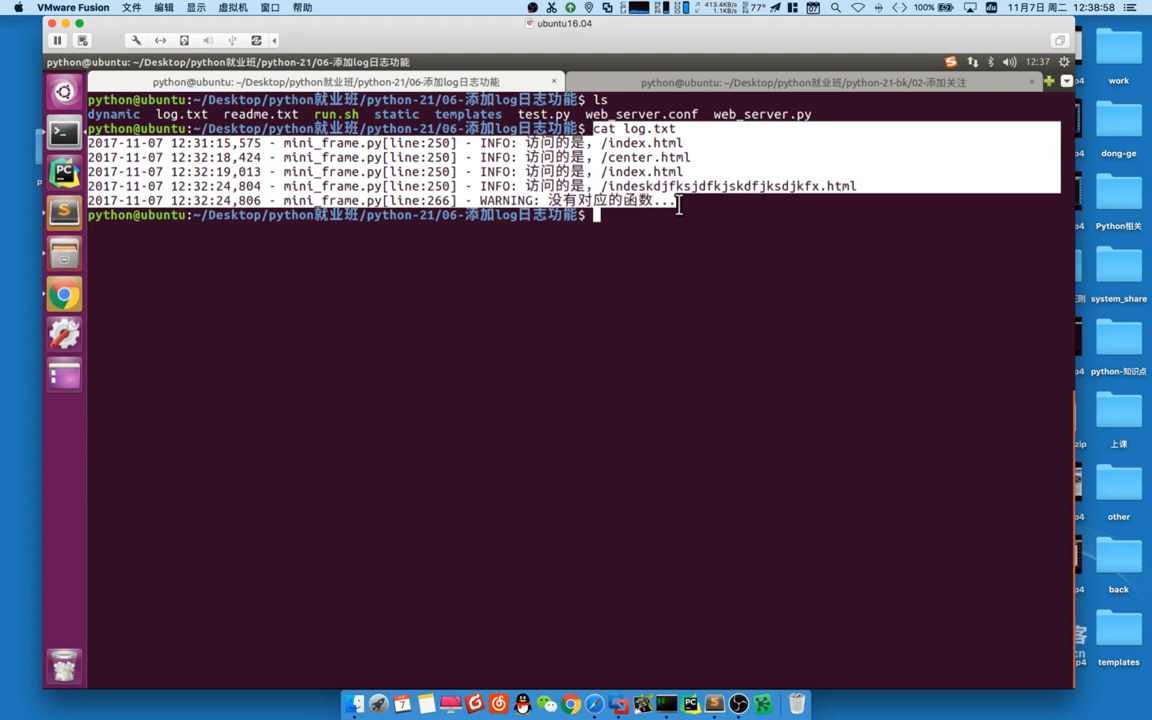 VMware Fusion 文件 编辑 显示 虚拟机 窗口 帮助 413.4KB/s 1.1KB/s 77° 100% 11月7日 周二 12:38:58
ubuntu16.04
python@ubuntu: ~/Desktop/python就业班/python-21/06-添加log日志功能 12:37
python@ubuntu: ~/Desktop/python就业班/python-21/06-添加log日志功能 × python@ubuntu: ~/Desktop/python就业班/python-21-bk/02-添加关注 ×
python@ubuntu:~/Desktop/python就业班/python-21/06-添加log日志功能$ ls
dynamic log.txt readme.txt run.sh static templates test.py web_server.conf web_server.py
python@ubuntu:~/Desktop/python就业班/python-21/06-添加log日志功能$ cat log.txt
2017-11-07 12:31:15,575 - mini_frame.py[line:250] - INFO: 访问的是，/index.html
2017-11-07 12:32:18,424 - mini_frame.py[line:250] - INFO: 访问的是，/center.html
2017-11-07 12:32:19,013 - mini_frame.py[line:250] - INFO: 访问的是，/index.html
2017-11-07 12:32:24,804 - mini_frame.py[line:250] - INFO: 访问的是，/indeskdjfksjdfkjskdfjksdjkfx.html
2017-11-07 12:32:24,806 - mini_frame.py[line:266] - WARNING: 没有对应的函数...
python@ubuntu:~/Desktop/python就业班/python-21/06-添加log日志功能$
work
dong-ge
Python相关
system_share
python-知识点
上课
other
back
templates